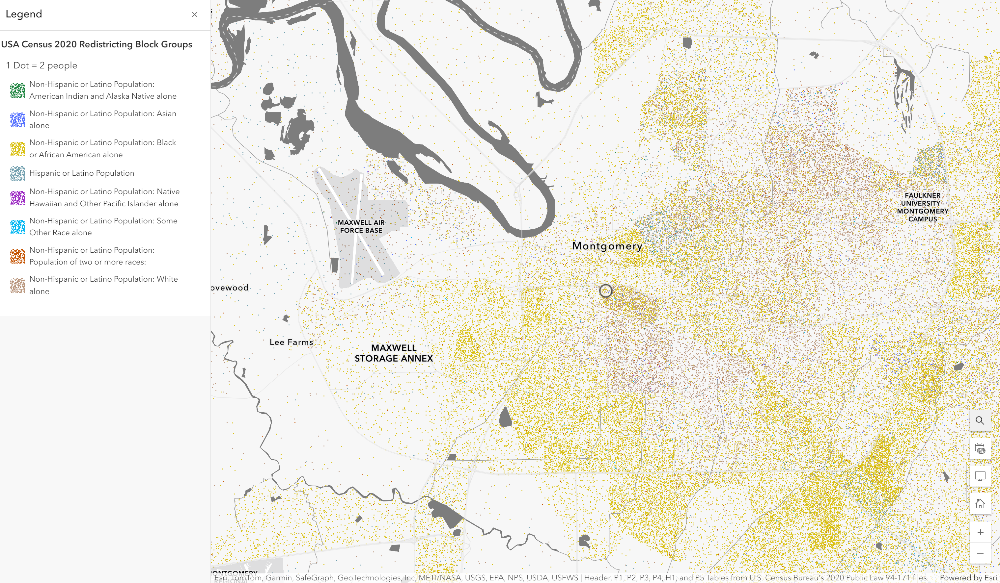 Legend
USA Census 2020 Redistricting Block Groups
1 Dot = 2 people
Non-Hispanic or Latino Population:
American Indian and Alaska Native alone
Non-Hispanic or Latino Population: Asian
alone
Non-Hispanic or Latino Population: Black
or African American alone
Hispanic or Latino Population
Non-Hispanic or Latino Population: Native
Hawaiian and Other Pacific Islander alone
Non-Hispanic or Latino Population: Some
Other Race alone
Non-Hispanic or Latino Population:
Population of two or more races:
Non-Hispanic or Latino Population: White
alone
FAULKNER
UNIVERSITY -
MONTGOMERY
CAMPUS
MAXWELL AIR
FORCE BASE
Montgomery
ovewood
Lee Farms
MAXWELL
STORAGE ANNEX
ONTGOMERY
REGIONAL
Esri, TomTom, Garmin, SafeGraph, GeoTechnologies, Inc, METI/NASA, USGS, EPA, NPS, USDA, USFWS | Header, P1, P2, P3, P4, H1, and P5 Tables from U.S. Census Bureau's 2020 Public Law 94-171 files.
Powered by Esri